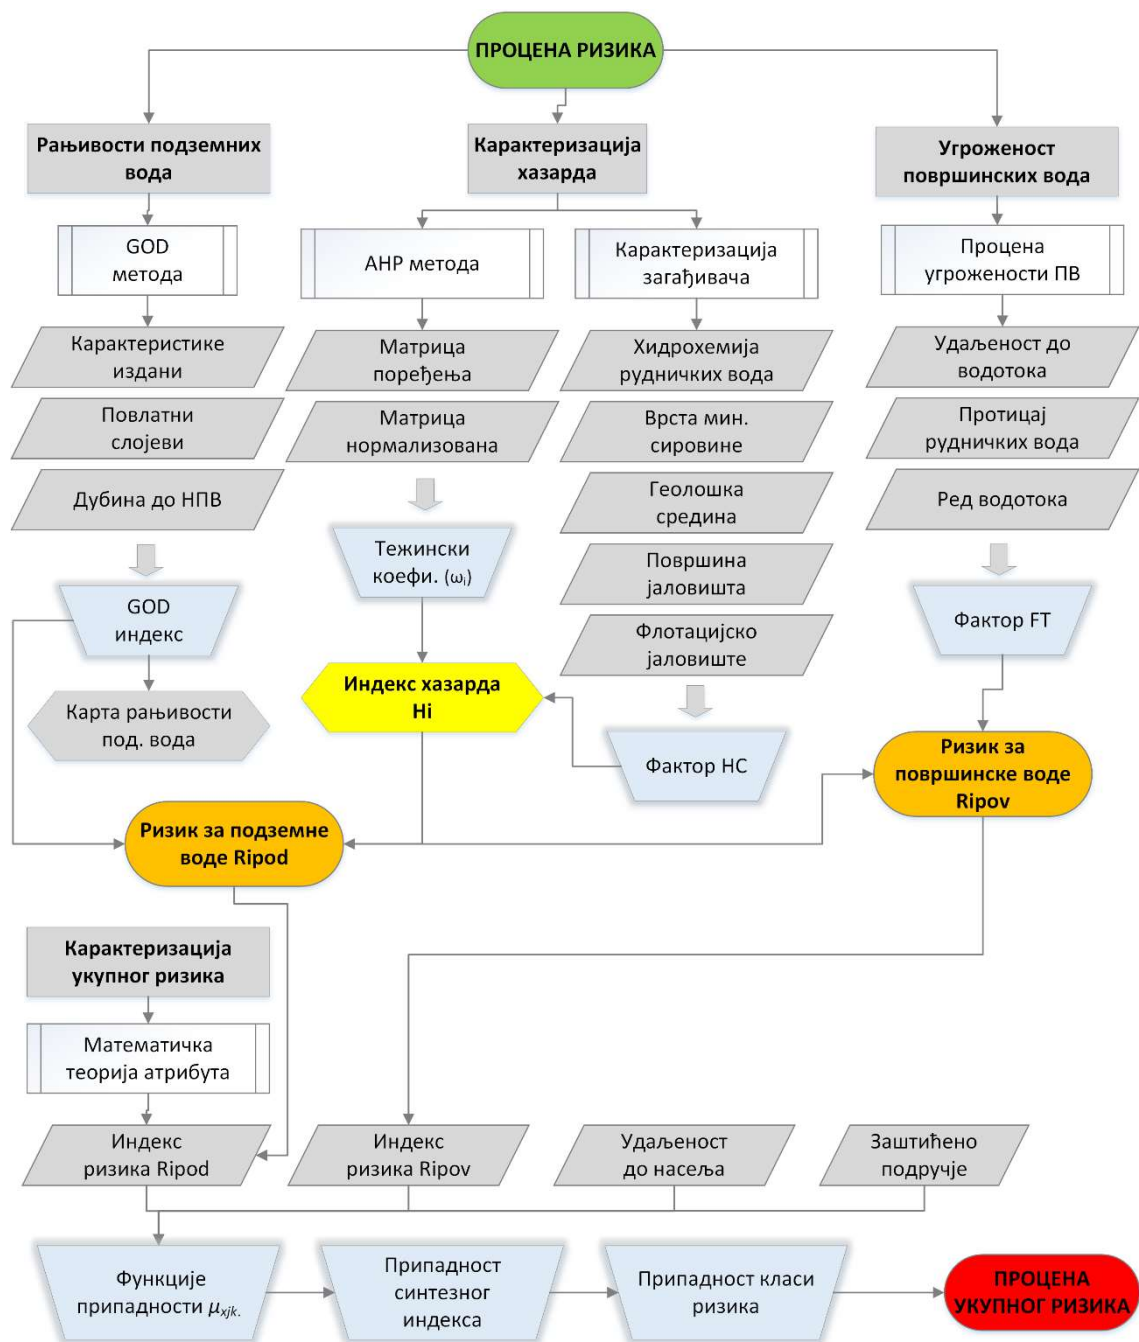 ПРОЦЕНА РИЗИКА
Рањивости подземних
вода
Карактеризација
хазарда
Угроженост
површинских вода
GOD
метода
АНР метода
Карактеризација
загађивача
Процена
угрожености ПВ
Карактеристике
издани
Матрица
поређења
Хидрохемија
рудничких вода
Удаљеност до
водотока
Повлатни
слојеви
Матрица
нормализована
Врста мин.
сировине
Протицај
рудничких вода
Дубина до НПВ
Геолошка
средина
Ред водотока
Тежински
коефи. (ωᵢ)
Површина
јаловишта
GOD
индекс
Фактор FT
Флотацијско
јаловиште
Индекс хазарда
Hi
Карта рањивости
под. вода
Фактор НС
Ризик за
површинске воде
Ripov
Ризик за подземне
воде Ripod
Карактеризација
укупног ризика
Математичка
теорија атрибута
Индекс
ризика Ripod
Индекс
ризика Ripov
Удаљеност
до насеља
Заштићено
подручје
Функције
припадности μxjk.
Припадност
синтезног
индекса
Припадност класи
ризика
ПРОЦЕНА
УКУПНОГ РИЗИКА